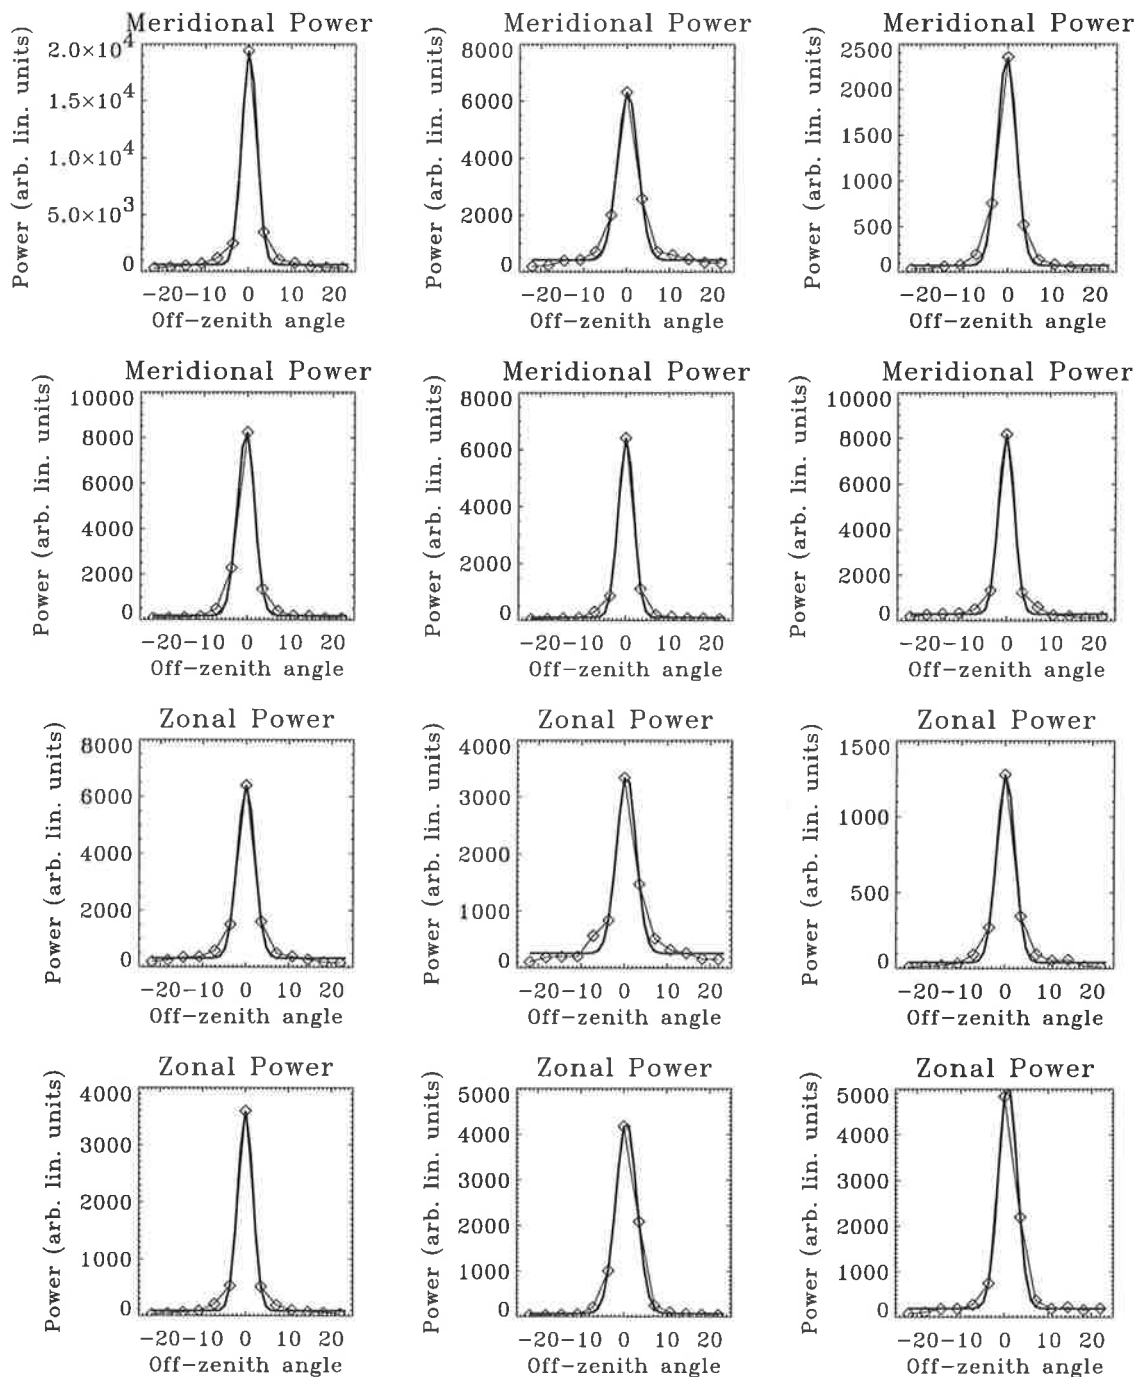 Meridional Power Meridional Power Meridional Power
Power (arb. lin. units)
2.0×10⁴
1.5×10⁴
1.0×10⁴
5.0×10³
0
-20-10 0 10 20
Off-zenith angle
Power (arb. lin. units)
8000
6000
4000
2000
0
-20-10 0 10 20
Off-zenith angle
Power (arb. lin. units)
2500
2000
1500
1000
500
0
-20-10 0 10 20
Off-zenith angle
Meridional Power Meridional Power Meridional Power
Power (arb. lin. units)
10000
8000
6000
4000
2000
0
-20-10 0 10 20
Off-zenith angle
Power (arb. lin. units)
8000
6000
4000
2000
0
-20-10 0 10 20
Off-zenith angle
Power (arb. lin. units)
10000
8000
6000
4000
2000
0
-20-10 0 10 20
Off-zenith angle
Zonal Power Zonal Power Zonal Power
Power (arb. lin. units)
8000
6000
4000
2000
0
-20-10 0 10 20
Off-zenith angle
Power (arb. lin. units)
4000
3000
2000
1000
0
-20-10 0 10 20
Off-zenith angle
Power (arb. lin. units)
1500
1000
500
0
-20-10 0 10 20
Off-zenith angle
Zonal Power Zonal Power Zonal Power
Power (arb. lin. units)
4000
3000
2000
1000
0
-20-10 0 10 20
Off-zenith angle
Power (arb. lin. units)
5000
4000
3000
2000
1000
0
-20-10 0 10 20
Off-zenith angle
Power (arb. lin. units)
5000
4000
3000
2000
1000
0
-20-10 0 10 20
Off-zenith angle